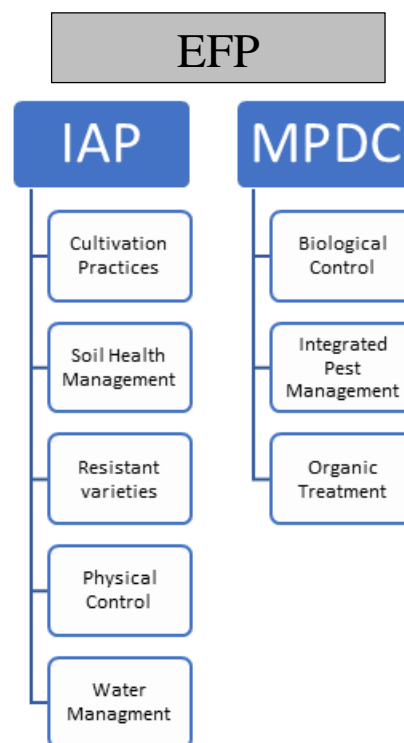 EFP
IAP
Cultivation
Practices
Soil Health
Management
Resistant
varieties
Physical
Control
Water
Managment
MPDC
Biological
Control
Integrated
Pest
Management
Organic
Treatment